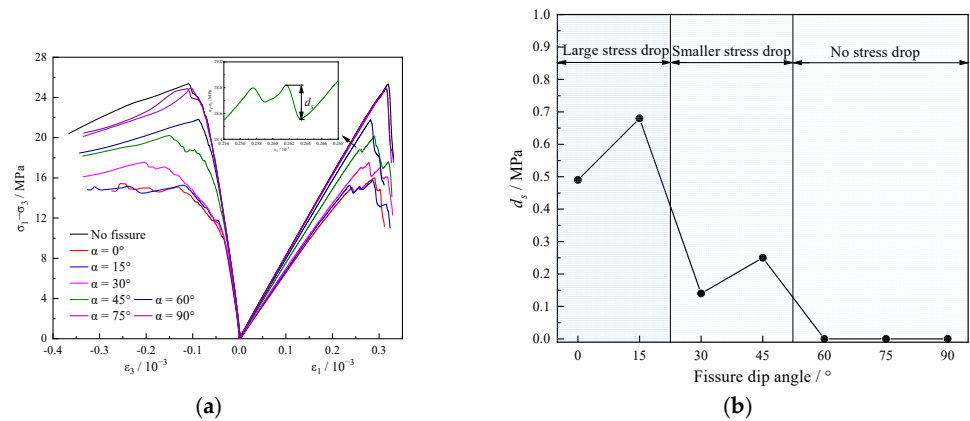 28
24
20
16
12
8
4
0
σ₁−σ₃ / MPa
dₛ
No fissure
α = 0°
α = 15°
α = 30°
α = 45° α = 60°
α = 75° α = 90°
-0.4 -0.3 -0.2 -0.1 0.0 0.1 0.2 0.3
ε₃ / 10⁻³ ε₁ / 10⁻³
(a)
1.0
0.9
0.8
0.7
0.6
0.5
0.4
0.3
0.2
0.1
0.0
dₛ / MPa
Large stress drop Smaller stress drop No stress drop
0 15 30 45 60 75 90
Fissure dip angle / °
(b)